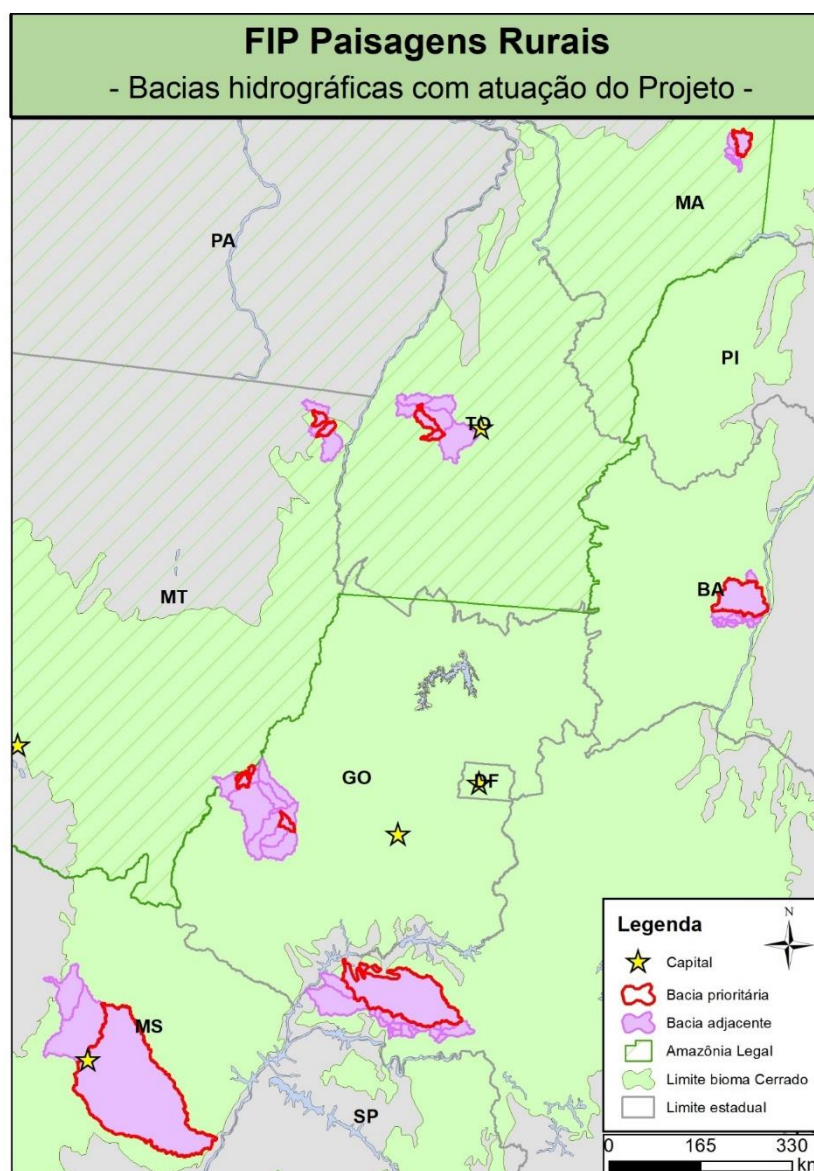 FIP Paisagens Rurais
- Bacias hidrográficas com atuação do Projeto -
MA
PA
PI
TO
BA
MT
GO
DF
MS
SP
Legenda
N
Capital
Bacia prioritária
Bacia adjacente
Amazônia Legal
Limite bioma Cerrado
Limite estadual
0 165 330
km